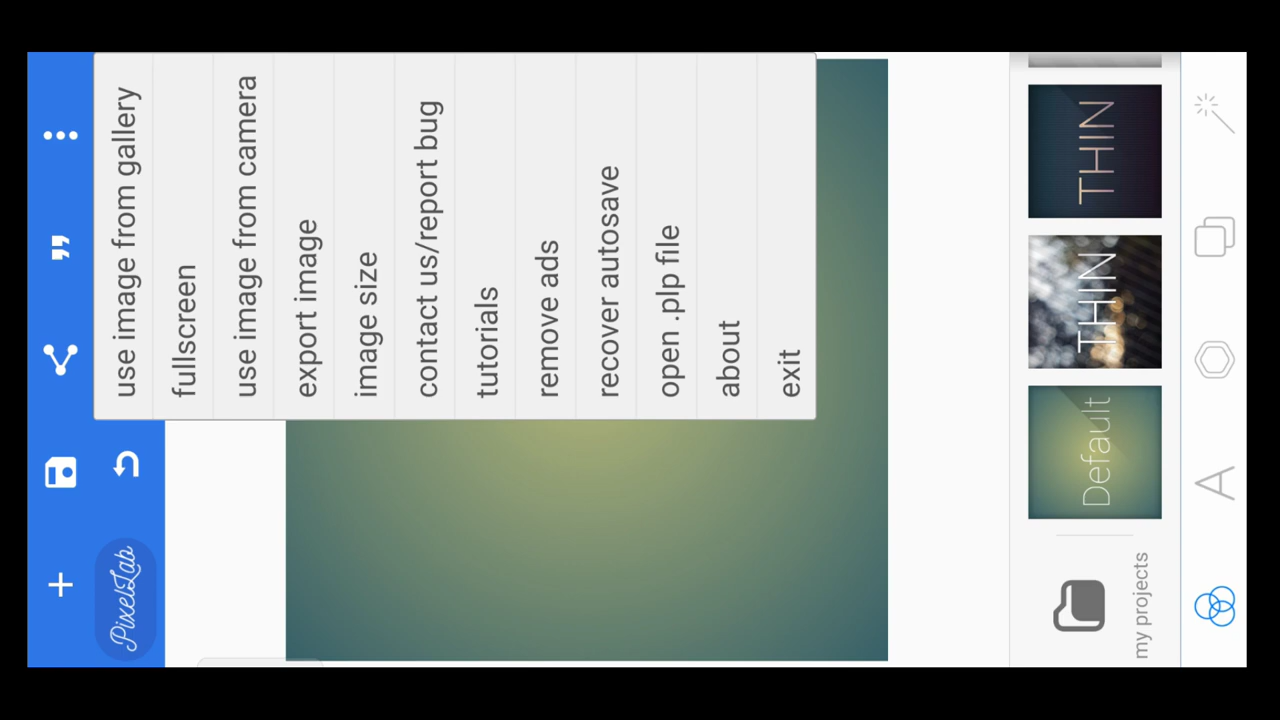 use image from gallery
fullscreen
use image from camera
export image
image size
contact us/report bug
tutorials
remove ads
recover autosave
open .plp file
about
exit
PixelLab
my projects
Default
THIN
THIN